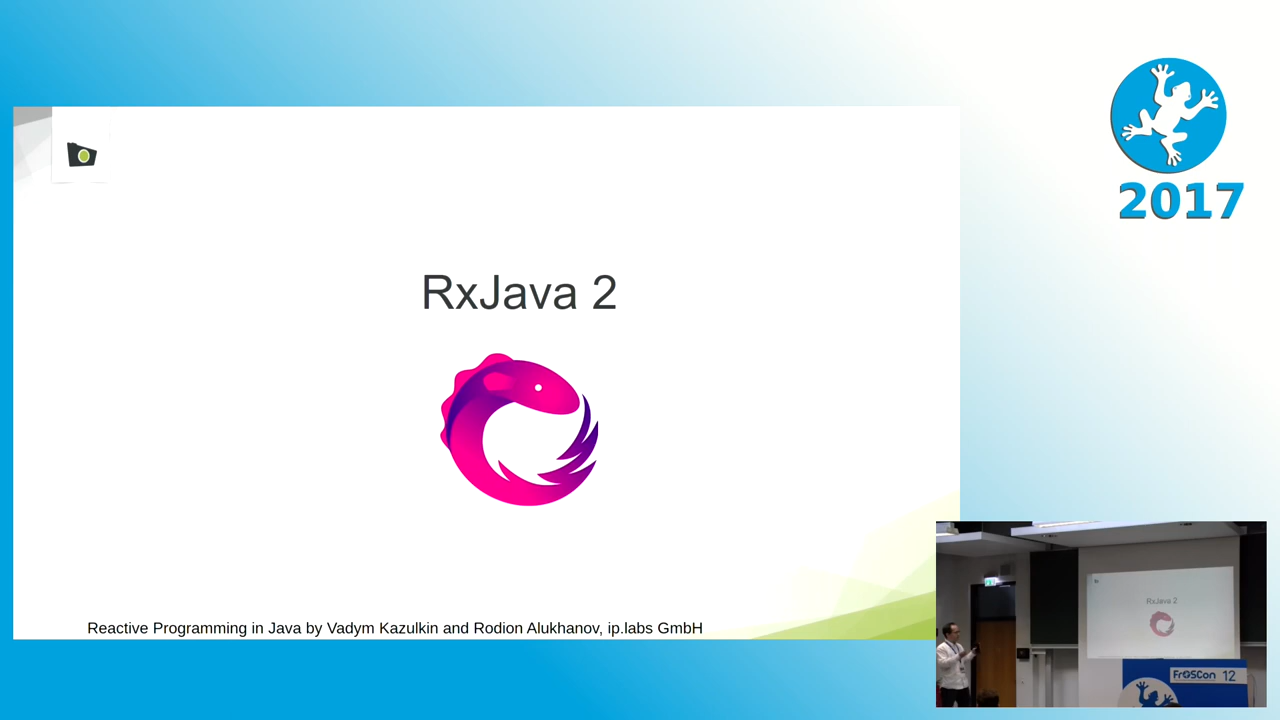 2017
RxJava 2
Reactive Programming in Java by Vadym Kazulkin and Rodion Alukhanov, ip.labs GmbH
RxJava 2
FrOSCon 12